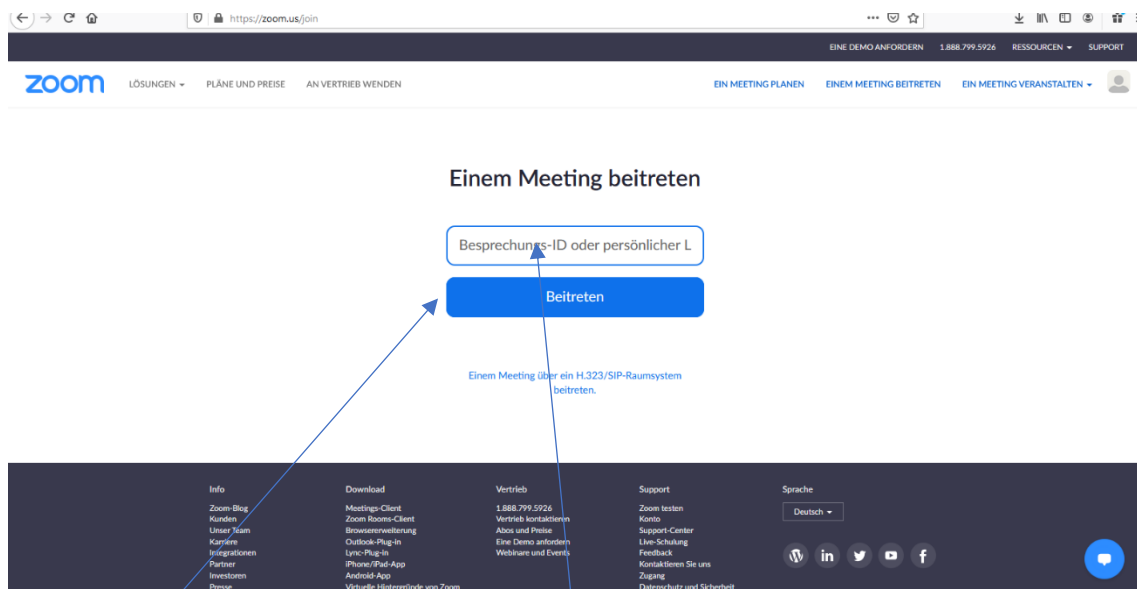 https://zoom.us/join
EINE DEMO ANFORDERN 1.888.799.5926 RESSOURCEN SUPPORT
zoom LÖSUNGEN PLÄNE UND PREISE AN VERTRIEB WENDEN EIN MEETING PLANEN EINEM MEETING BEITRETEN EIN MEETING VERANSTALTEN
Einem Meeting beitreten
Besprechungs-ID oder persönlicher L
Beitreten
Einem Meeting über ein H.323/SIP-Raumsystem
beitreten.
Info
Zoom-Blog
Kunden
Unser Team
Karriere
Integrationen
Partner
Investoren
Presse
Download
Meetings-Client
Zoom Rooms-Client
Browsererweiterung
Outlook-Plug-in
Lync-Plug-in
iPhone/iPad-App
Android-App
Virtuelle Hintergründe von Zoom
Vertrieb
1.888.799.5926
Vertrieb kontaktieren
Abos und Preise
Eine Demo anfordern
Webinare und Events
Support
Zoom testen
Konto
Support-Center
Live-Schulung
Feedback
Kontaktieren Sie uns
Zugang
Datenschutz und Sicherheit
Sprache
Deutsch